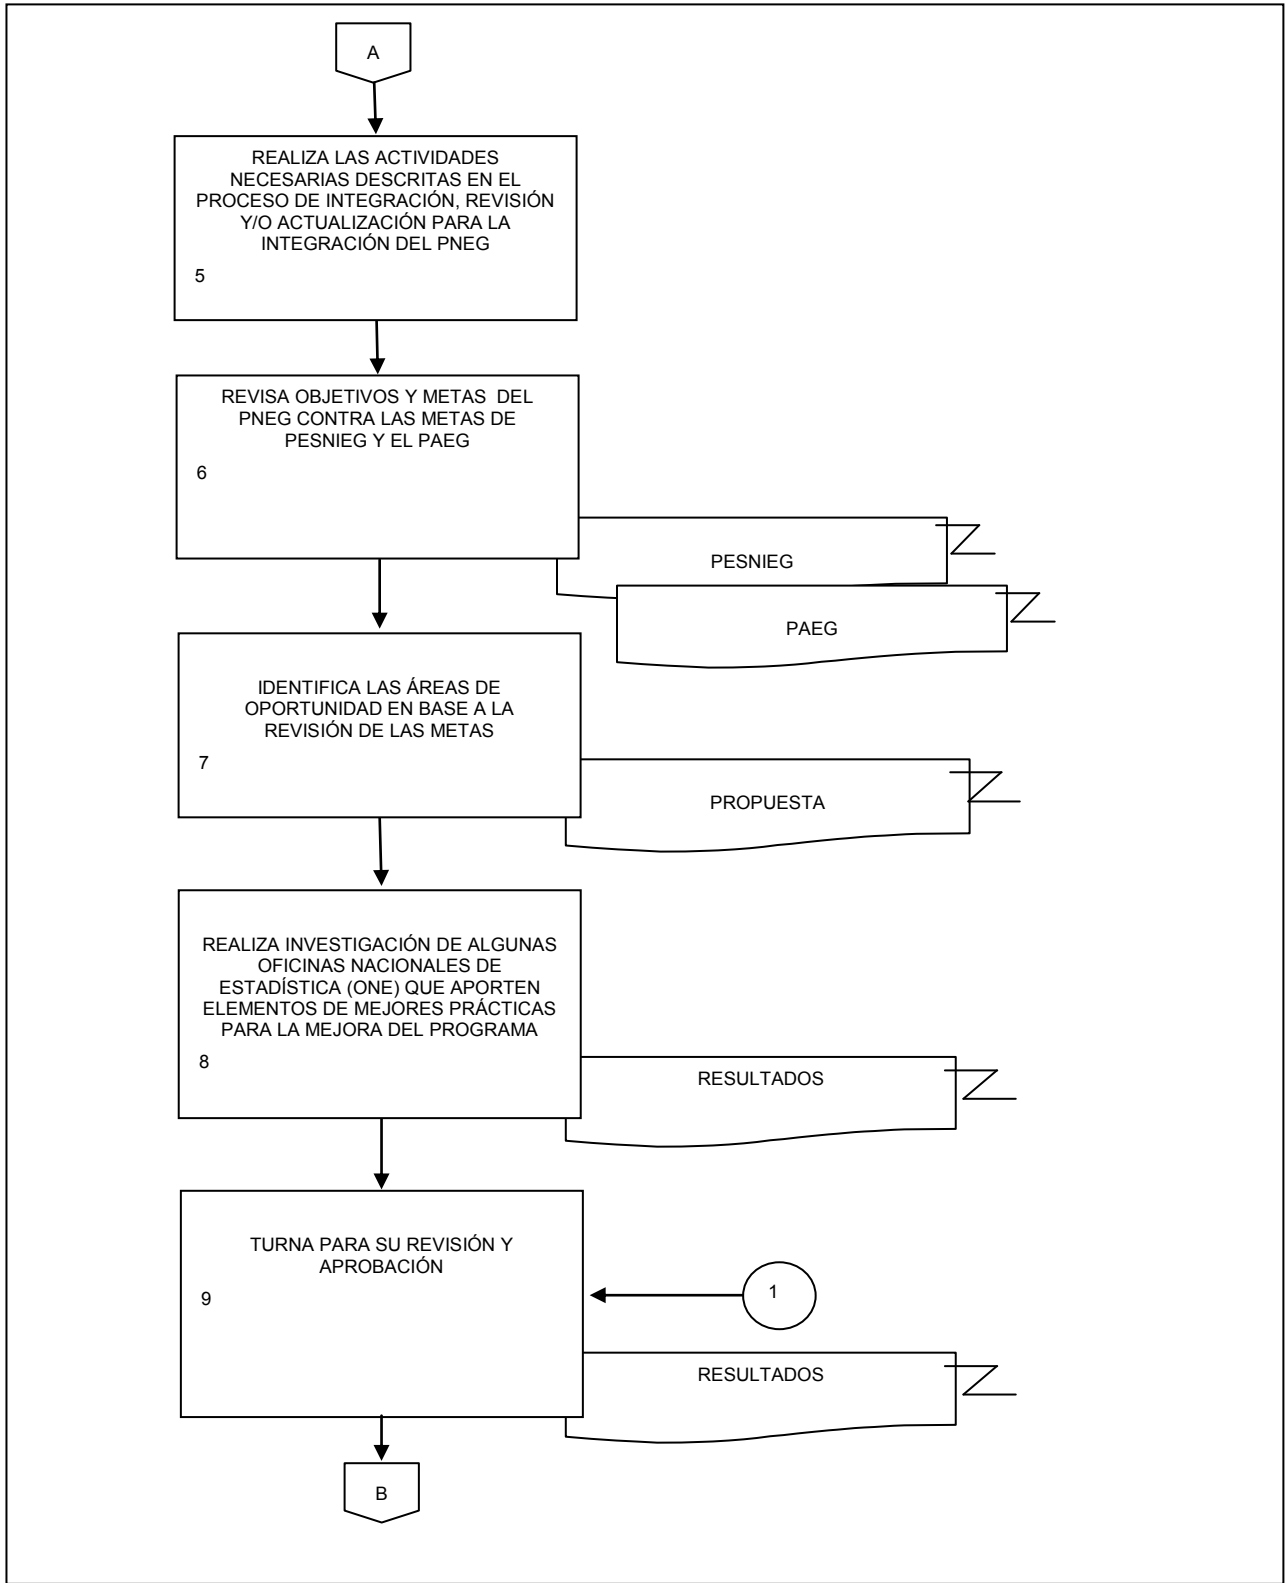 A
REALIZA LAS ACTIVIDADES
NECESARIAS DESCRITAS EN EL
PROCESO DE INTEGRACIÓN, REVISIÓN
Y/O ACTUALIZACIÓN PARA LA
INTEGRACIÓN DEL PNEG
5
REVISA OBJETIVOS Y METAS DEL
PNEG CONTRA LAS METAS DE
PESNIEG Y EL PAEG
6
PESNIEG
PAEG
IDENTIFICA LAS ÁREAS DE
OPORTUNIDAD EN BASE A LA
REVISIÓN DE LAS METAS
7
PROPUESTA
REALIZA INVESTIGACIÓN DE ALGUNAS
OFICINAS NACIONALES DE
ESTADÍSTICA (ONE) QUE APORTEN
ELEMENTOS DE MEJORES PRÁCTICAS
PARA LA MEJORA DEL PROGRAMA
8
RESULTADOS
TURNA PARA SU REVISIÓN Y
APROBACIÓN
9
1
RESULTADOS
B